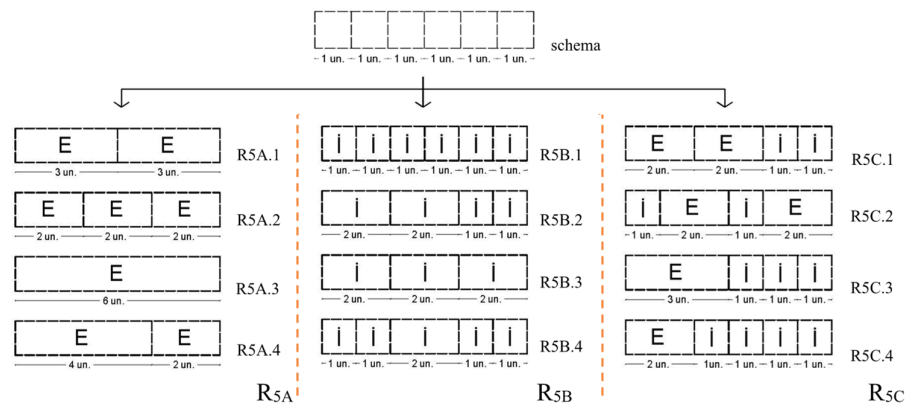 schema
1 un. 1 un. 1 un. 1 un. 1 un. 1 un.
E E
R5A.1
3 un. 3 un.
E E E
R5A.2
2 un. 2 un. 2 un.
E
R5A.3
6 un.
E E
R5A.4
4 un. 2 un.
R5A
i i i i i i
R5B.1
1 un. 1 un. 1 un. 1 un. 1 un. 1 un.
i i i i
R5B.2
2 un. 2 un. 1 un. 1 un.
i i i
R5B.3
2 un. 2 un. 2 un.
i i i i i
R5B.4
1 un. 1 un. 2 un. 1 un. 1 un.
R5B
E E i i
R5C.1
2 un. 2 un. 1 un. 1 un.
i E i E
R5C.2
1 un. 2 un. 1 un. 2 un.
E i i i
R5C.3
3 un. 1 un. 1 un. 1 un.
E i i i i
R5C.4
2 un. 1un. 1 un. 1 un. 1 un.
R5C